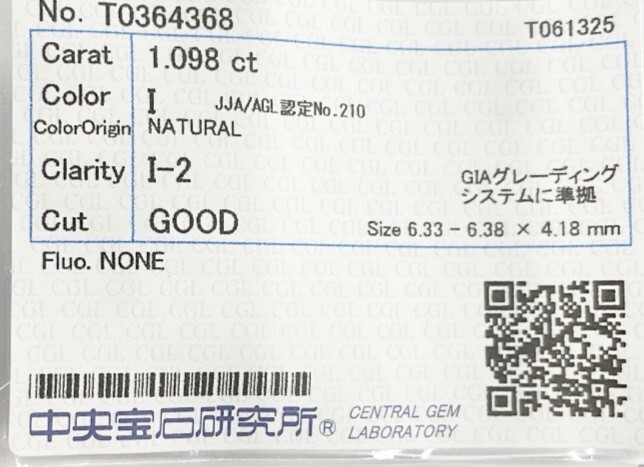 No. T0364368
T061325
Carat 1.098 ct
Color I JJA/AGL認定No.210
ColorOrigin NATURAL
Clarity I-2
GIAグレーディング
システムに準拠
Cut GOOD
Size 6.33 - 6.38 × 4.18 mm
Fluo. NONE
中央宝石研究所® CENTRAL GEM
LABORATORY